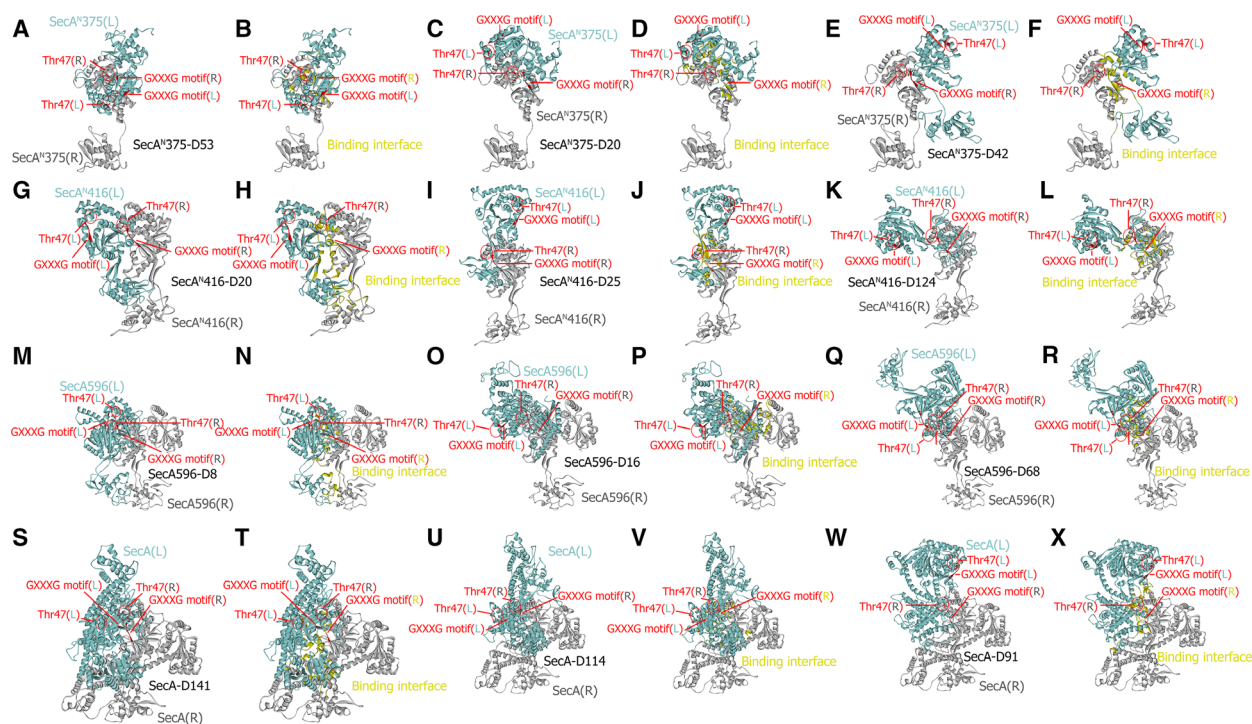 A
SecAᴺ375(L)
Thr47(R)
GXXXG motif(R)
GXXXG motif(L)
Thr47(L)
SecAᴺ375-D53
SecAᴺ375(R)
B
Thr47(R)
GXXXG motif(R)
GXXXG motif(L)
Thr47(L)
Binding interface
C
GXXXG motif(L)
SecAᴺ375(L)
Thr47(L)
Thr47(R)
GXXXG motif(R)
SecAᴺ375(R)
SecAᴺ375-D20
D
GXXXG motif(L)
Thr47(L)
Thr47(R)
GXXXG motif(R)
Binding interface
E
GXXXG motif(L)
SecAᴺ375(L)
Thr47(L)
Thr47(R)
GXXXG motif(R)
SecAᴺ375(R)
SecAᴺ375-D42
F
GXXXG motif(L)
Thr47(L)
Thr47(R)
GXXXG motif(R)
Binding interface
G
SecAᴺ416(L)
Thr47(R)
Thr47(L)
GXXXG motif(R)
GXXXG motif(L)
SecAᴺ416-D20
SecAᴺ416(R)
H
Thr47(R)
Thr47(L)
GXXXG motif(R)
GXXXG motif(L)
Binding interface
I
SecAᴺ416(L)
Thr47(L)
GXXXG motif(L)
Thr47(R)
GXXXG motif(R)
SecAᴺ416-D25
SecAᴺ416(R)
J
Thr47(L)
GXXXG motif(L)
Thr47(R)
GXXXG motif(R)
Binding interface
K
SecAᴺ416(L)
Thr47(R)
GXXXG motif(R)
Thr47(L)
GXXXG motif(L)
SecAᴺ416-D124
SecAᴺ416(R)
L
Thr47(R)
GXXXG motif(R)
Thr47(L)
GXXXG motif(L)
Binding interface
M
SecA596(L)
Thr47(L)
Thr47(R)
GXXXG motif(L)
GXXXG motif(R)
SecA596-D8
SecA596(R)
N
Thr47(L)
Thr47(R)
GXXXG motif(L)
GXXXG motif(R)
Binding interface
O
SecA596(L)
Thr47(R)
GXXXG motif(R)
Thr47(L)
GXXXG motif(L)
SecA596-D16
SecA596(R)
P
Thr47(R)
GXXXG motif(R)
Thr47(L)
GXXXG motif(L)
Binding interface
Q
SecA596(L)
Thr47(R)
GXXXG motif(R)
GXXXG motif(L)
Thr47(L)
SecA596-D68
SecA596(R)
R
Thr47(R)
GXXXG motif(R)
GXXXG motif(L)
Thr47(L)
Binding interface
S
SecA(L)
GXXXG motif(L)
Thr47(R)
GXXXG motif(R)
Thr47(L)
SecA-D141
SecA(R)
T
GXXXG motif(L)
Thr47(R)
GXXXG motif(R)
Thr47(L)
Binding interface
U
SecA(L)
Thr47(R)
Thr47(L)
GXXXG motif(R)
GXXXG motif(L)
SecA-D114
SecA(R)
V
Thr47(R)
Thr47(L)
GXXXG motif(R)
GXXXG motif(L)
Binding interface
W
SecA(L)
Thr47(L)
GXXXG motif(L)
Thr47(R)
GXXXG motif(R)
SecA-D91
SecA(R)
X
Thr47(L)
GXXXG motif(L)
Thr47(R)
GXXXG motif(R)
Binding interface